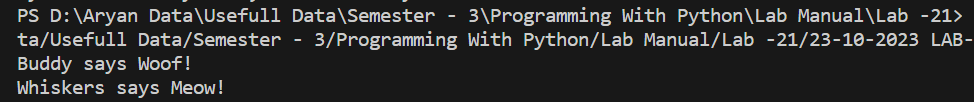 PS D:\Aryan Data\Usefull Data\Semester - 3\Programming With Python\Lab Manual\Lab -21>
ta/Usefull Data/Semester - 3/Programming With Python/Lab Manual/Lab -21/23-10-2023 LAB-
Buddy says Woof!
Whiskers says Meow!